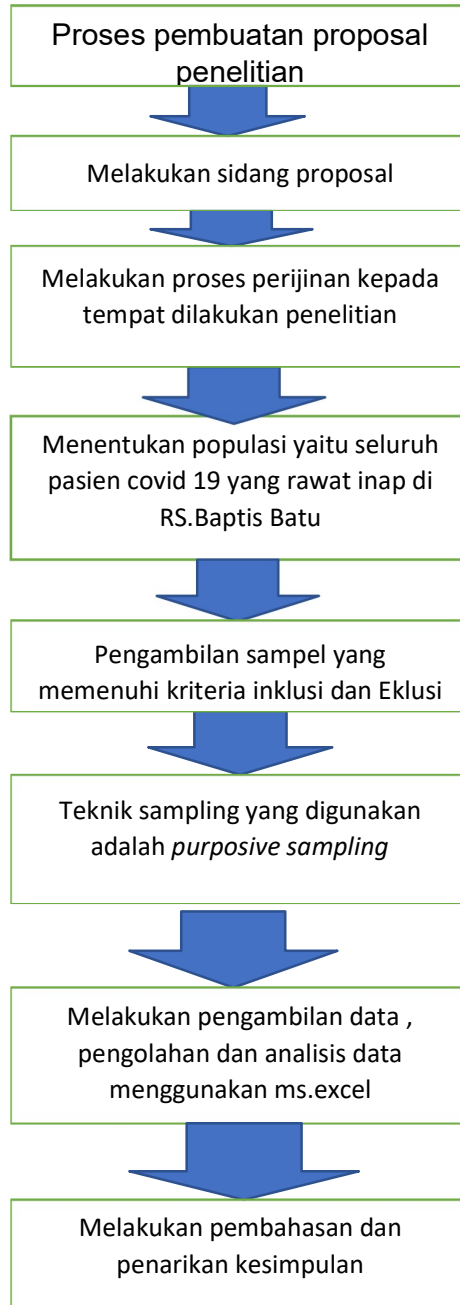 Proses pembuatan proposal
penelitian
Melakukan sidang proposal
Melakukan proses perijinan kepada
tempat dilakukan penelitian
Menentukan populasi yaitu seluruh
pasien covid 19 yang rawat inap di
RS.Baptis Batu
Pengambilan sampel yang
memenuhi kriteria inklusi dan Eklusi
Teknik sampling yang digunakan
adalah purposive sampling
Melakukan pengambilan data ,
pengolahan dan analisis data
menggunakan ms.excel
Melakukan pembahasan dan
penarikan kesimpulan